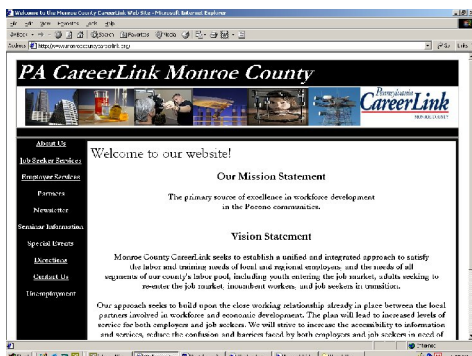 Welcome to the Monroe County CareerLink Web Site - Microsoft Internet Explorer
PA CareerLink Monroe County
Pennsylvania
CareerLink
MONROE COUNTY
About Us
Job Seeker Services
Employer Services
Partners
Newsletter
Seminar Information
Special Events
Directions
Contact Us
Unemployment
Welcome to our website!
Our Mission Statement
The primary source of excellence in workforce development
in the Pocono communities.
Vision Statement
Monroe County CareerLink seeks to establish a unified and integrated approach to satisfy
the labor and training needs of local and regional employers, and the needs of all
segments of our county's labor pool, including youth entering the job market, adults seeking to
re-enter the job market, incumbent workers, and job seekers in transition.
Our approach seeks to build upon the close working relationship already in place between the local
partners involved in workforce and economic development. The plan will lead to increased levels of
service for both employers and job seekers. We will strive to increase the accessibility to information
and services, reduce the confusion and barriers faced by both employers and job seekers in need of
Internet